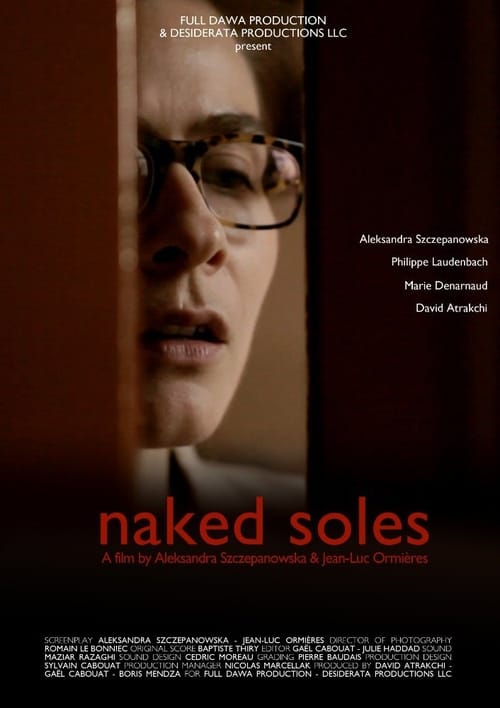 FULL DAWA PRODUCTION
& DESIDERATA PRODUCTIONS LLC
present
Aleksandra Szczepanowska
Philippe Laudenbach
Marie Denarnaud
David Atrakchi
naked soles
A film by Aleksandra Szczepanowska & Jean-Luc Ormières
SCREENPLAY ALEKSANDRA SZCZEPANOWSKA - JEAN-LUC ORMIÈRES DIRECTOR OF PHOTOGRAPHY
ROMAIN LE BONNIEC ORIGINAL SCORE BAPTISTE THIRY EDITOR GAËL CABOUAT - JULIE HADDAD SOUND
MAZIAR RAZAGHI SOUND DESIGN CEDRIC MOREAU GRADING PIERRE BAUDAIS PRODUCTION DESIGN
SYLVAIN CABOUAT PRODUCTION MANAGER NICOLAS MARCELLAK PRODUCED BY DAVID ATRAKCHI -
GAËL CABOUAT - BORIS MENDZA FOR FULL DAWA PRODUCTION - DESIDERATA PRODUCTIONS LLC